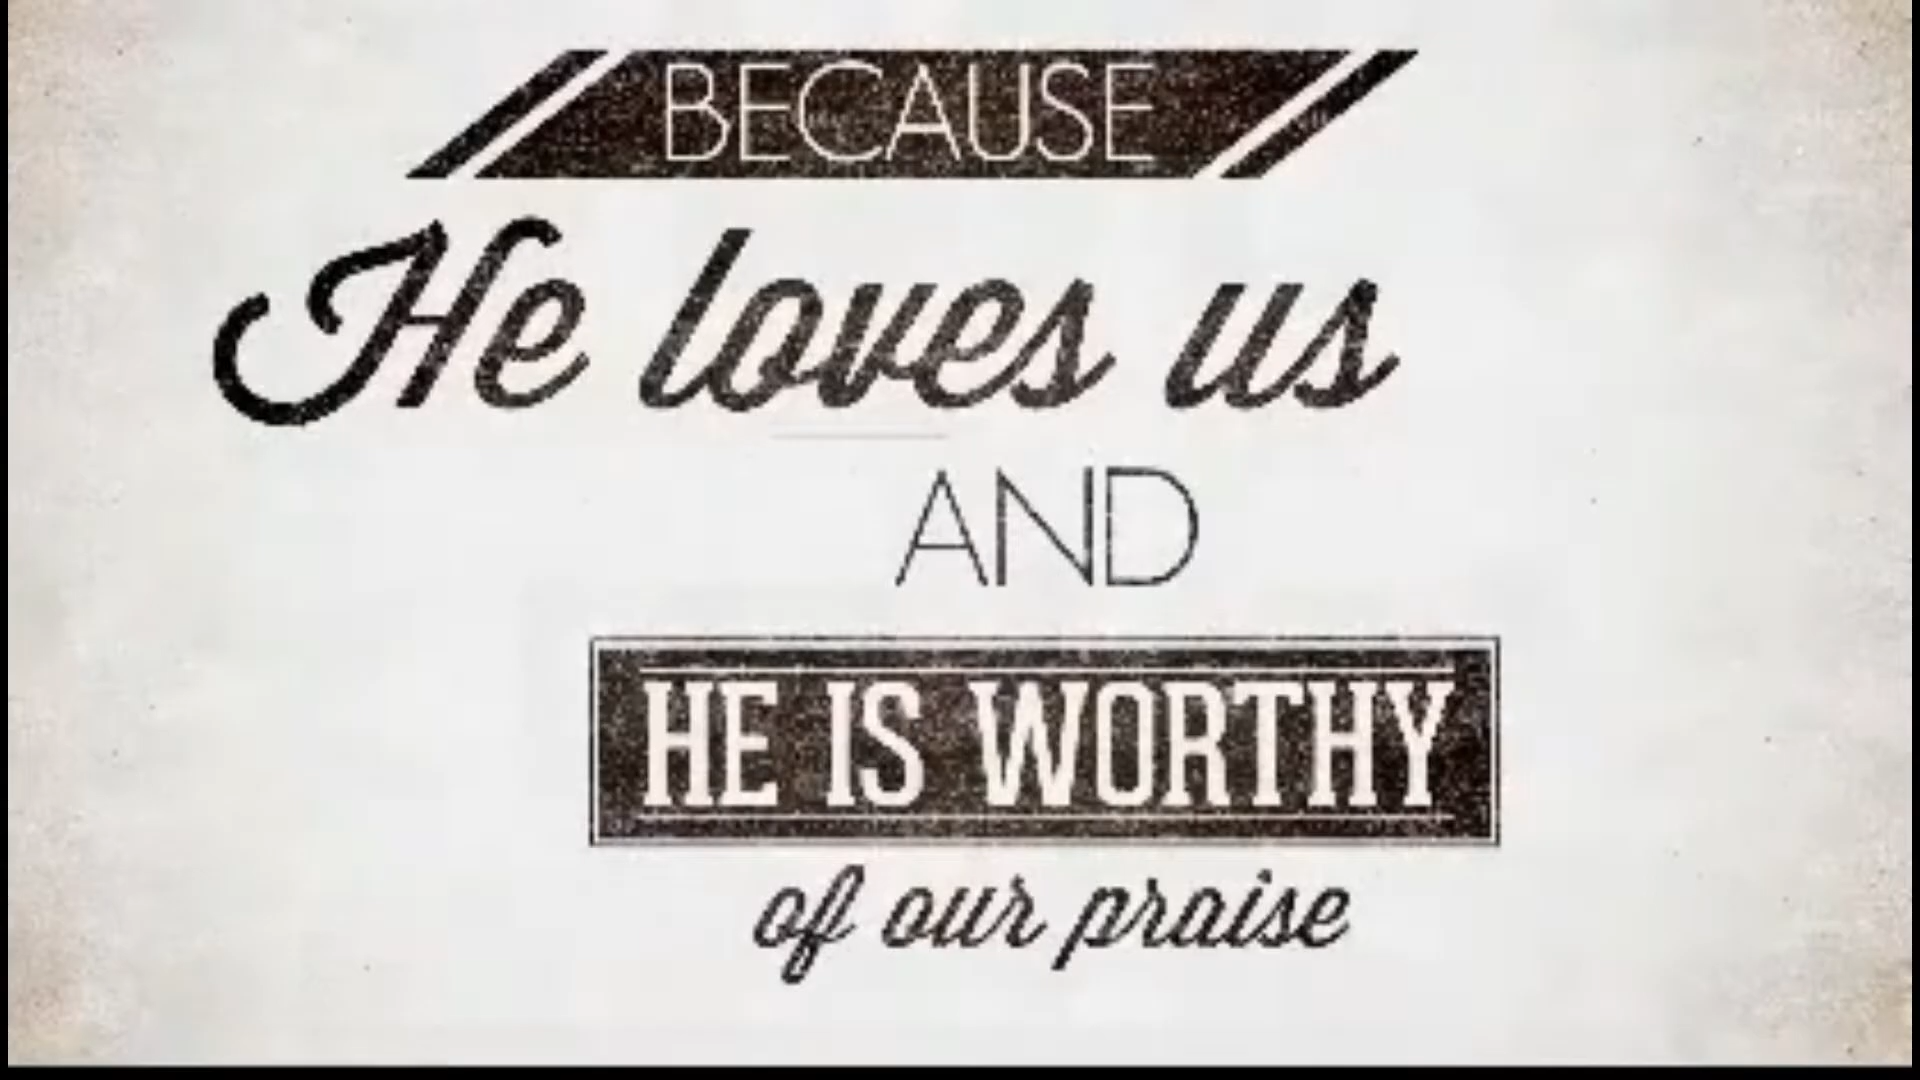 BECAUSE
He loves us
AND
HE IS WORTHY
of our praise